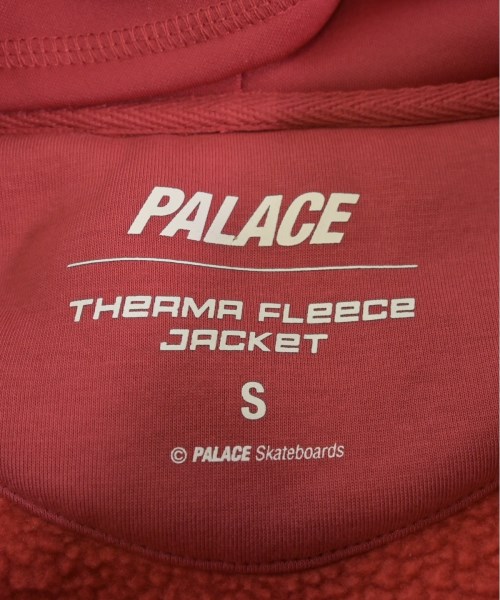 PALACE
THERMA FLEECE
JACKET
S
© PALACE Skateboards